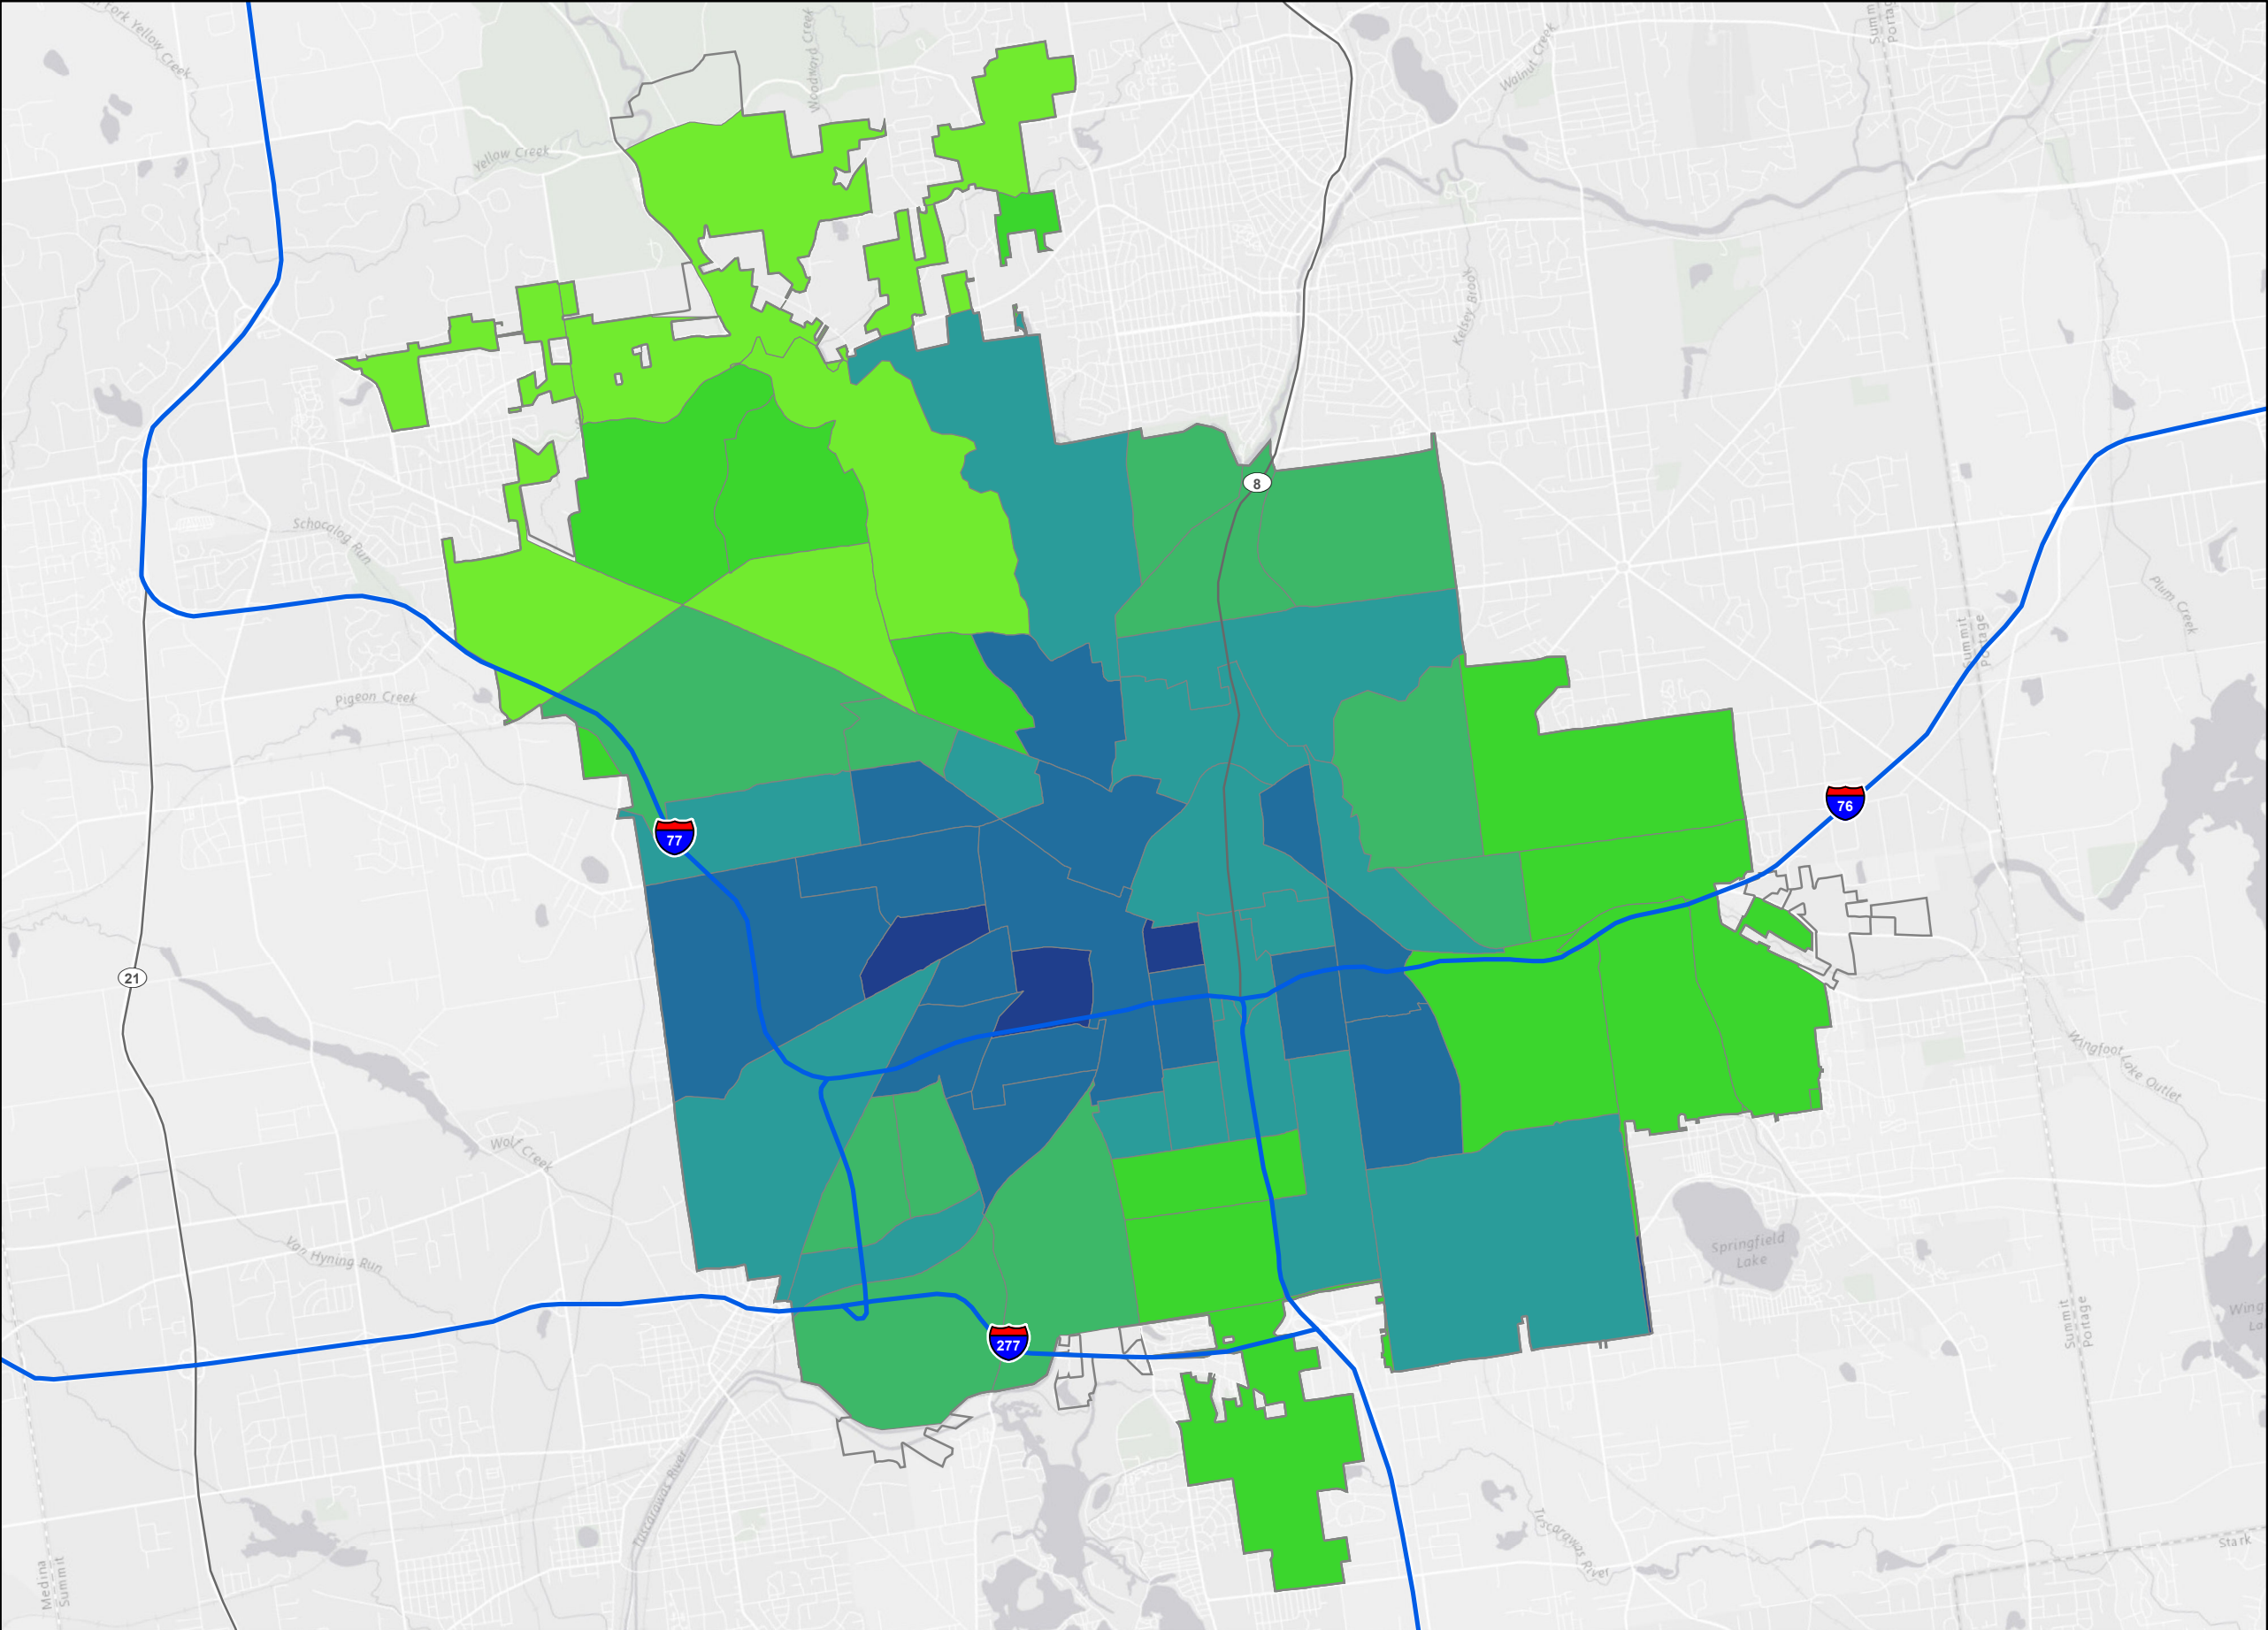 North Fork Yellow Creek
Woodward Creek
Walnut Creek
Summit
Portage
Yellow Creek
Kelsey Brook
8
Schocalog Run
Plum Creek
Summit
Portage
Pigeon Creek
76
77
21
Wingfoot Lake Outlet
Wolf Creek
Van Hyning Run
Springfield
Lake
Summit
Portage
277
Tuscarawas River
Tuscarawas River
Stark
Medina
Summit